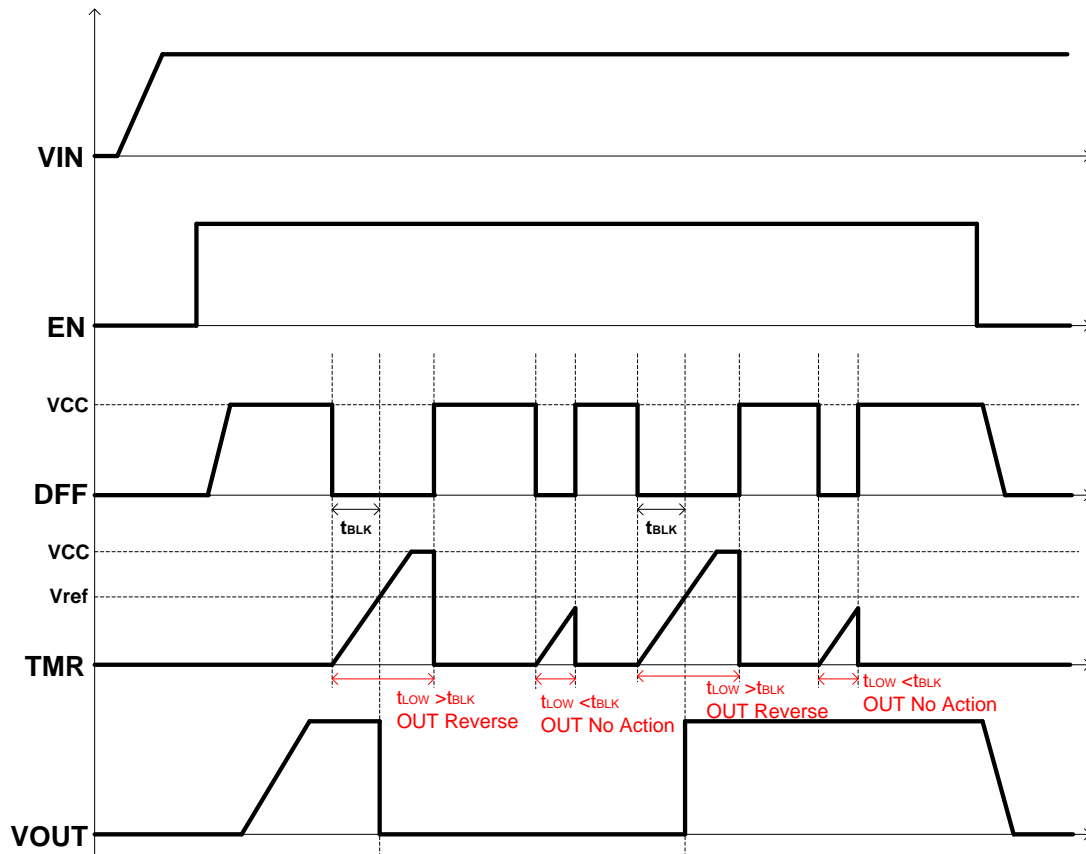 VIN
EN
VCC
DFF
tBLK
tBLK
VCC
Vref
TMR
tLOW >tBLK
OUT Reverse
tLOW <tBLK
OUT No Action
tLOW >tBLK
OUT Reverse
tLOW <tBLK
OUT No Action
VOUT